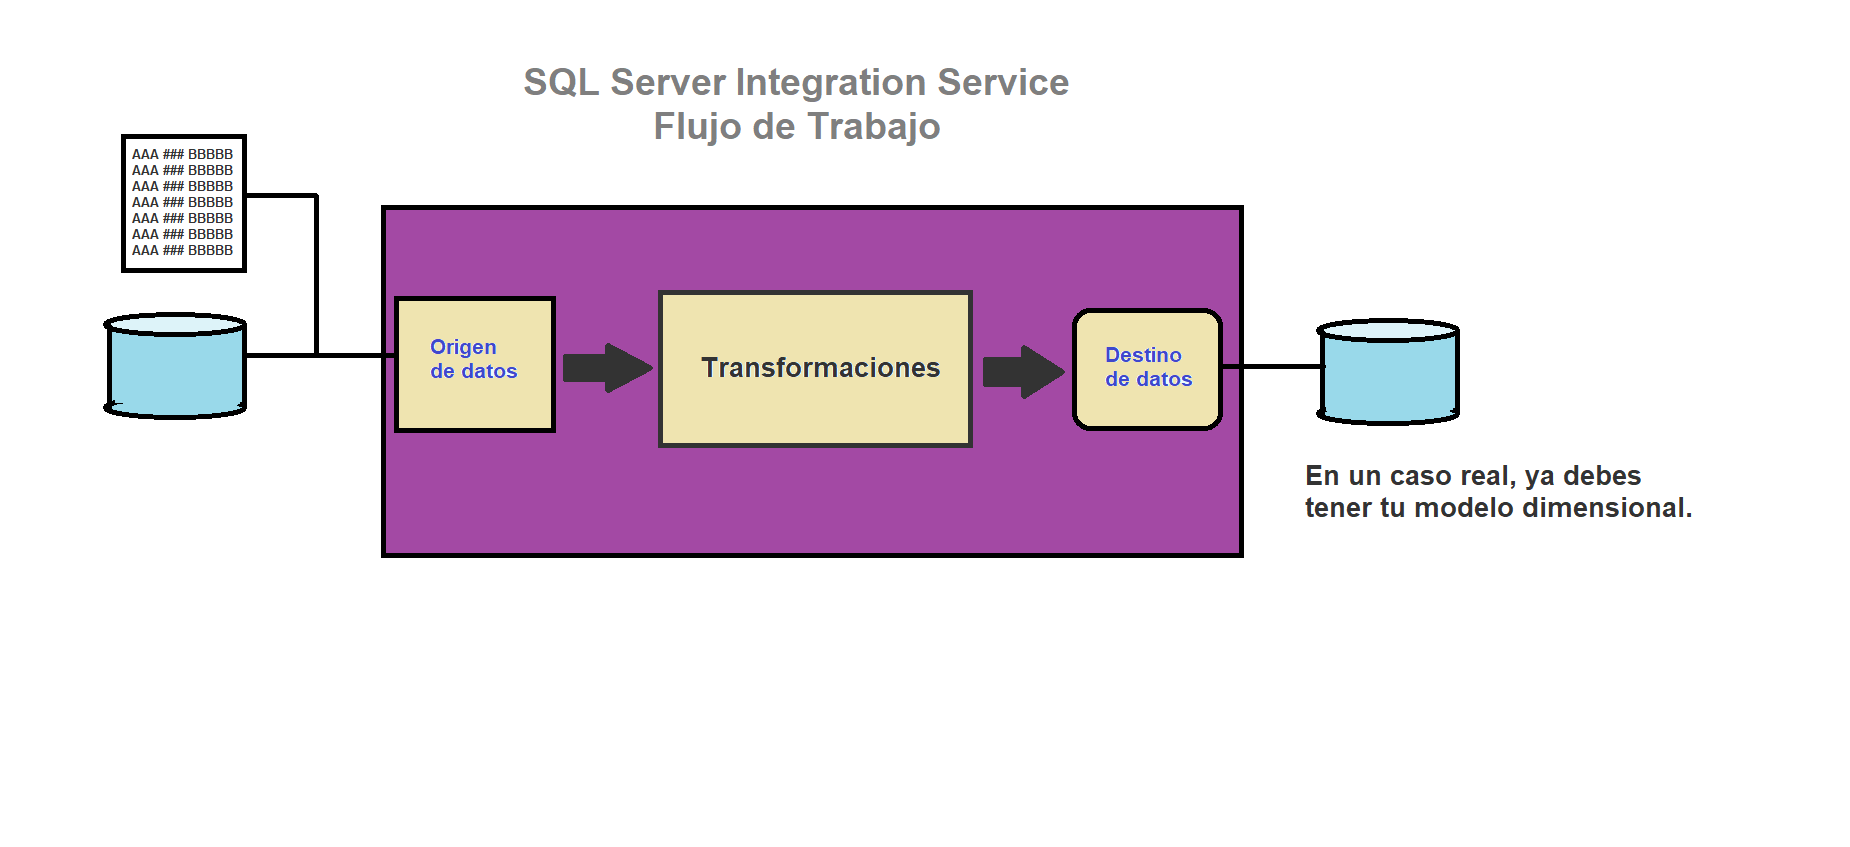 SQL Server Integration Service
Flujo de Trabajo
AAA ### BBBBB
AAA ### BBBBB
AAA ### BBBBB
AAA ### BBBBB
AAA ### BBBBB
AAA ### BBBBB
AAA ### BBBBB
Origen
de datos
Transformaciones
Destino
de datos
En un caso real, ya debes
tener tu modelo dimensional.